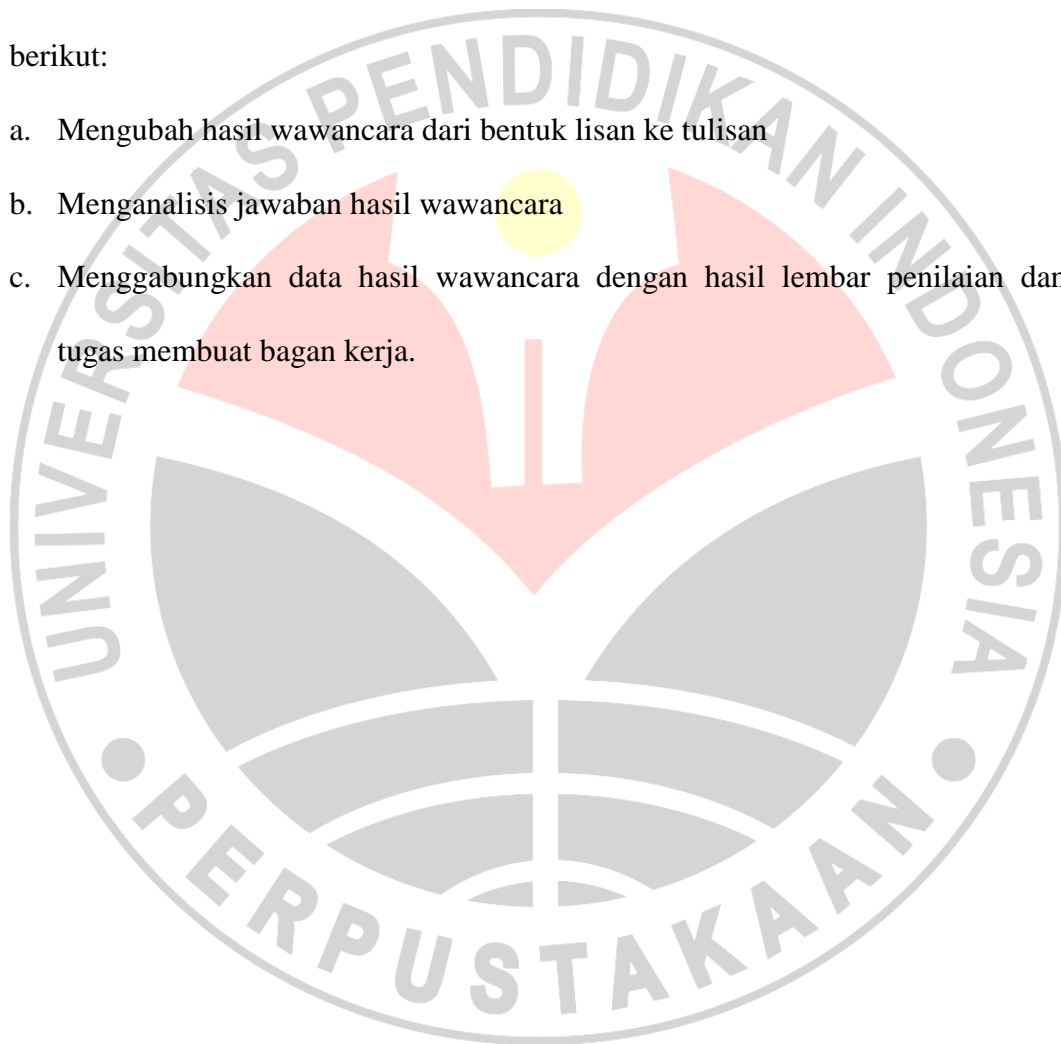 berikut:
a. Mengubah hasil wawancara dari bentuk lisan ke tulisan
b. Menganalisis jawaban hasil wawancara
c. Menggabungkan data hasil wawancara dengan hasil lembar penilaian dan
tugas membuat bagan kerja.
UNIVERSITAS PENDIDIKAN INDONESIA
PERPUSTAKAAN